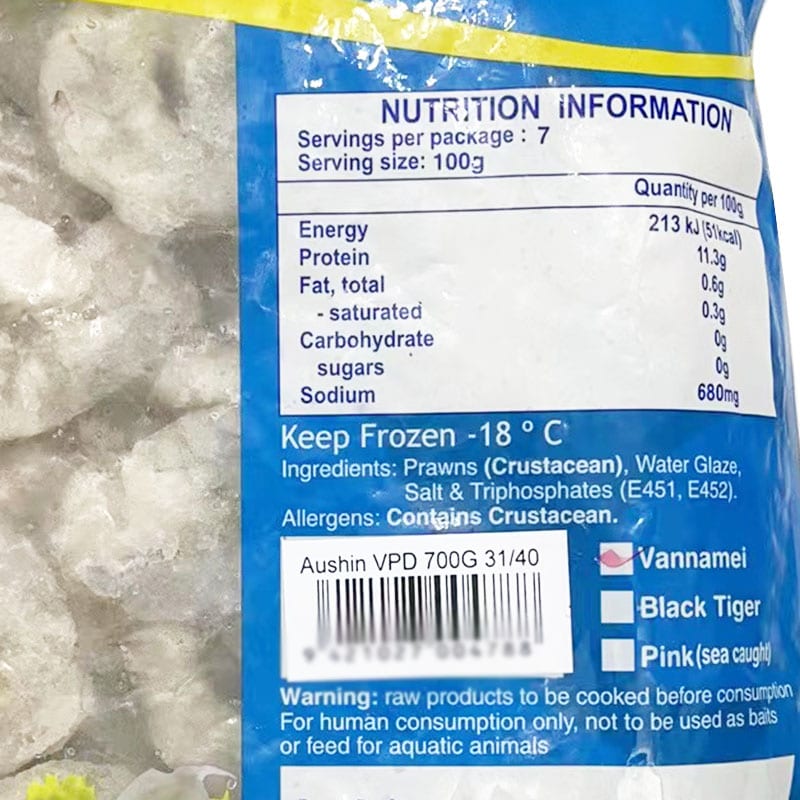 NUTRITION INFORMATION
Servings per package : 7
Serving size: 100g
Quantity per 100g
Energy 213 kJ (51kcal)
Protein 11.3g
Fat, total 0.6g
- saturated 0.3g
Carbohydrate 0g
sugars 0g
Sodium 680mg
Keep Frozen -18 ° C
Ingredients: Prawns (Crustacean), Water Glaze,
Salt & Triphosphates (E451, E452).
Allergens: Contains Crustacean.
Aushin VPD 700G 31/40
Vannamei
Black Tiger
Pink (sea caught)
Warning: raw products to be cooked before consumption
For human consumption only, not to be used as baits
or feed for aquatic animals